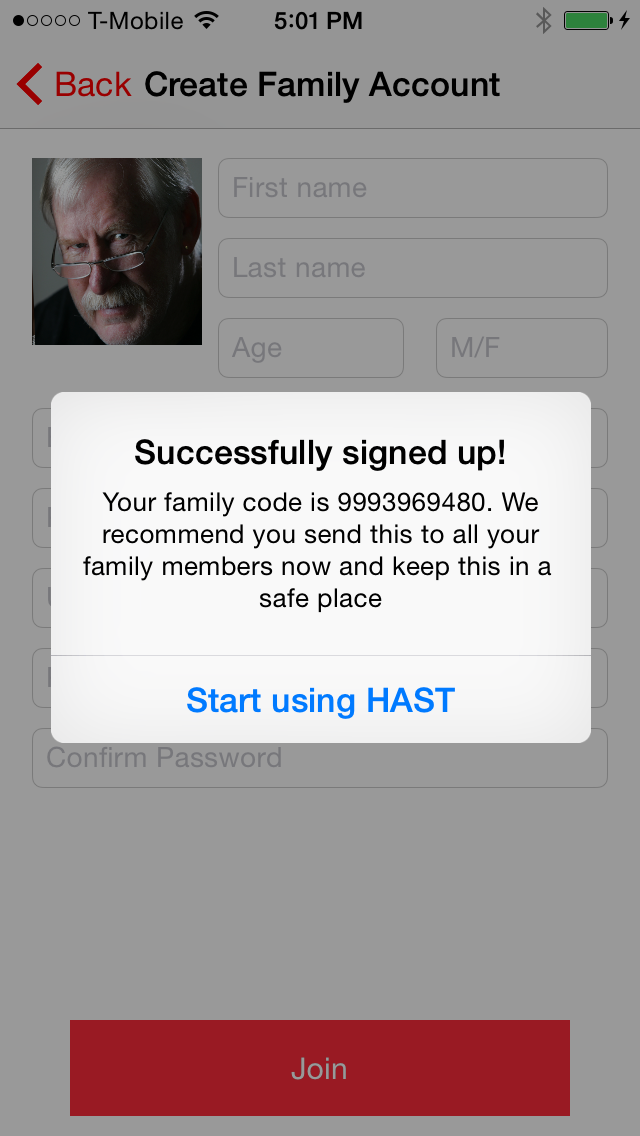 T-Mobile 5:01 PM
Back Create Family Account
First name
Last name
Age M/F
Successfully signed up!
Your family code is 9993969480. We
recommend you send this to all your
family members now and keep this in a
safe place
Start using HAST
Confirm Password
Join